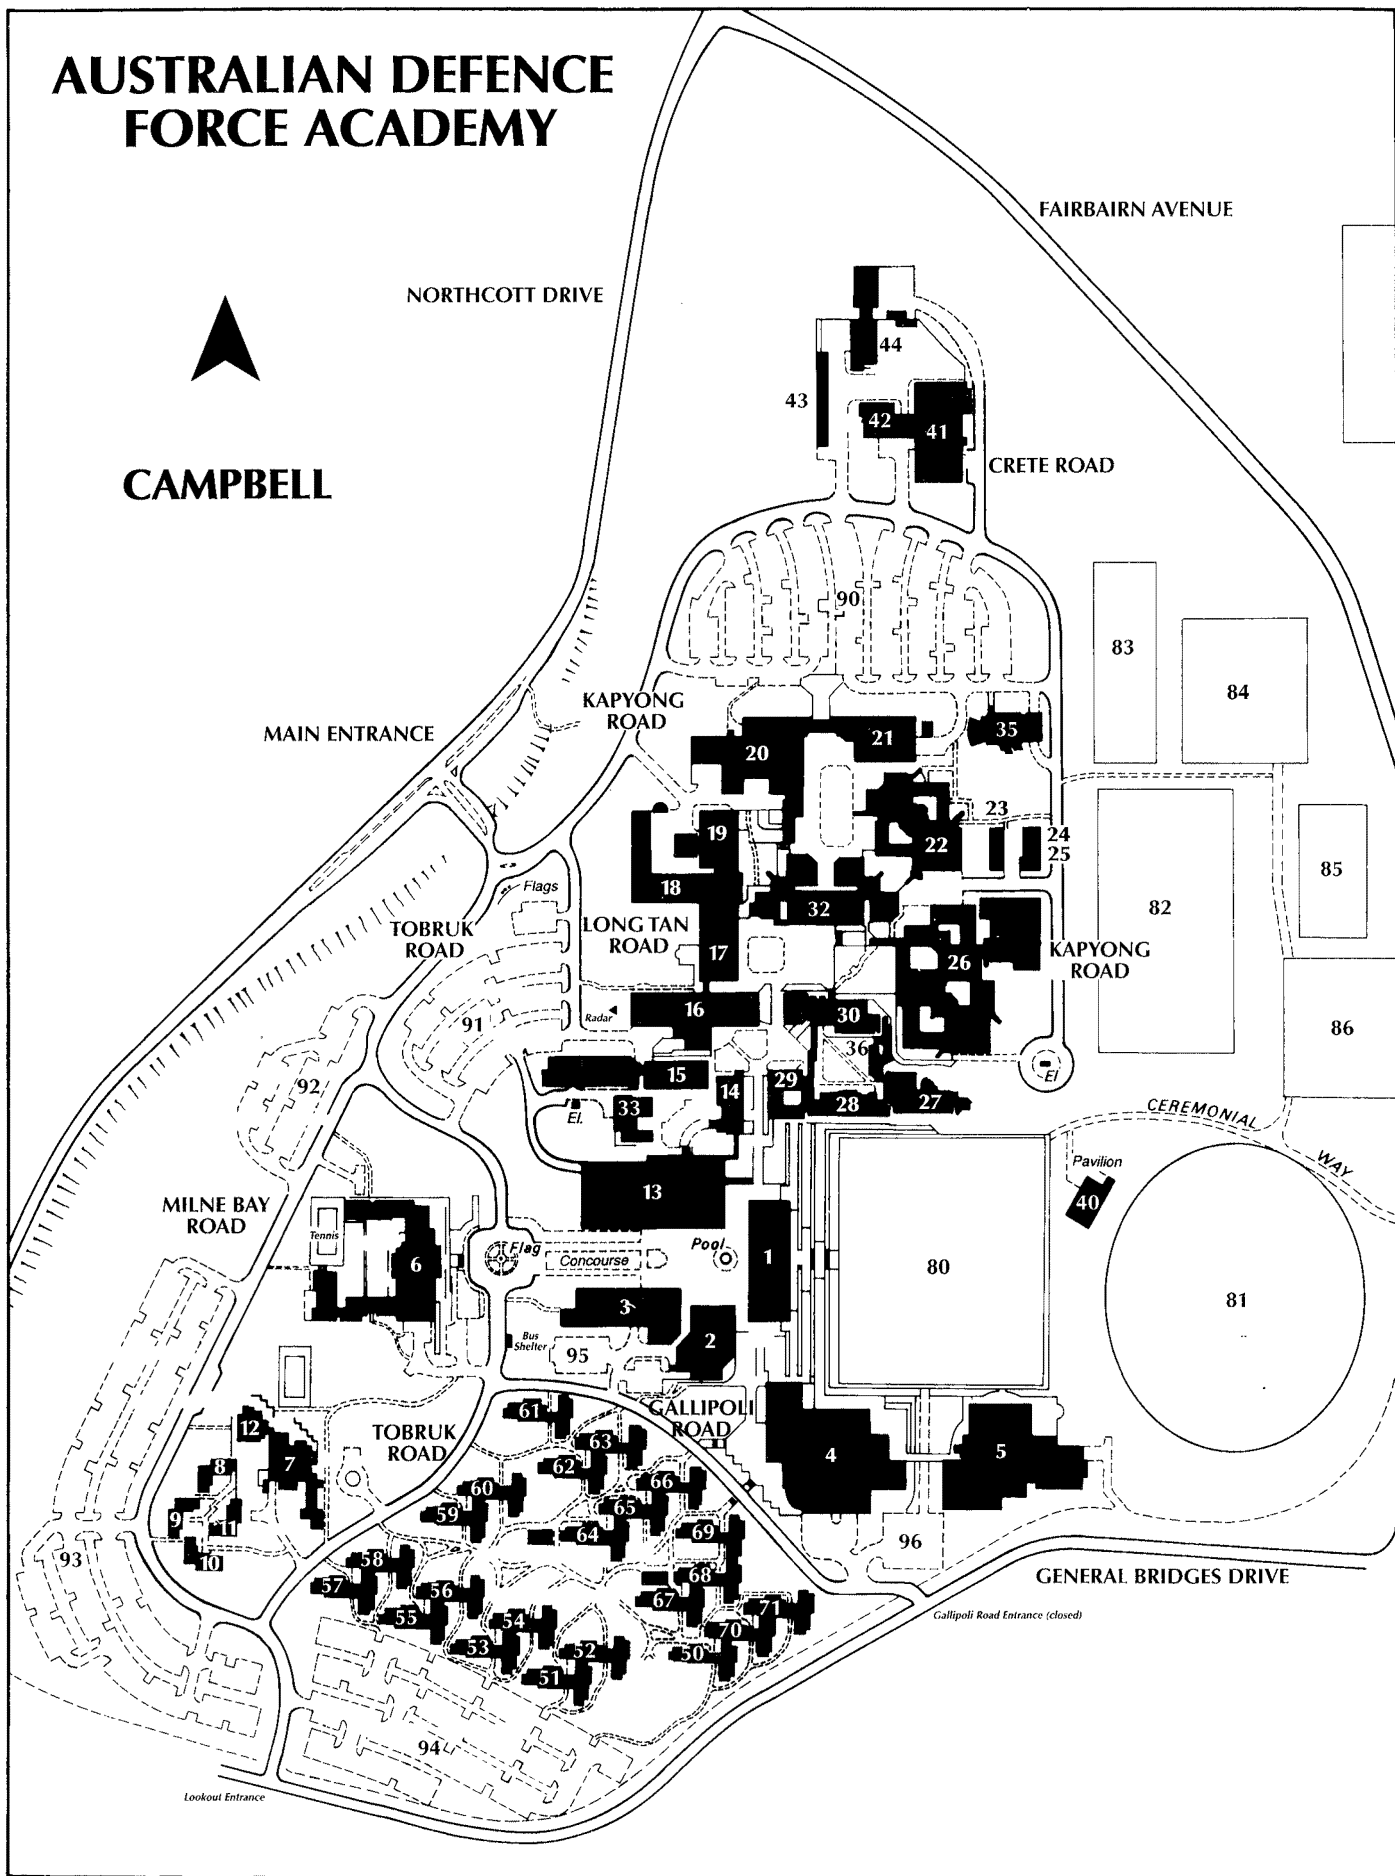 AUSTRALIAN DEFENCE
FORCE ACADEMY
FAIRBAIRN AVENUE
NORTHCOTT DRIVE
44
43
42
41
CAMPBELL
CRETE ROAD
90
83
84
KAPYONG
ROAD
MAIN ENTRANCE
20
21
35
23
19
22
24
25
85
18
Flags
TOBRUK
ROAD
LONG TAN
ROAD
32
82
17
26
KAPYONG
ROAD
16
30
Radar
91
86
36
92
15
29
14
El
33
28
27
El.
CEREMONIAL
WAY
Pavilion
13
40
MILNE BAY
ROAD
Tennis
6
Flag
Concourse
Pool
1
80
81
3
Bus
Shelter
95
2
GALLIPOLI
ROAD
61
12
TOBRUK
ROAD
63
4
5
7
8
62
60
66
65
59
9
11
64
69
96
93
10
58
68
57
56
67
GENERAL BRIDGES DRIVE
71
55
54
70
Gallipoli Road Entrance (closed)
53
52
50
51
94
Lookout Entrance